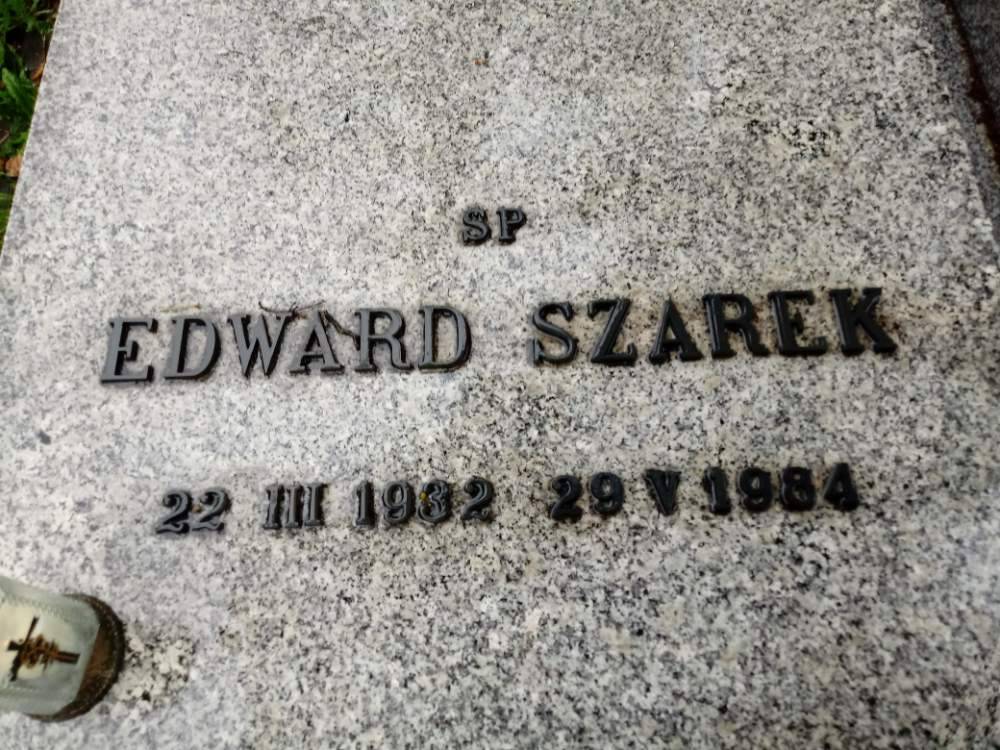 SP
EDWARD SZAREK
22 III 1932 29 V 1984